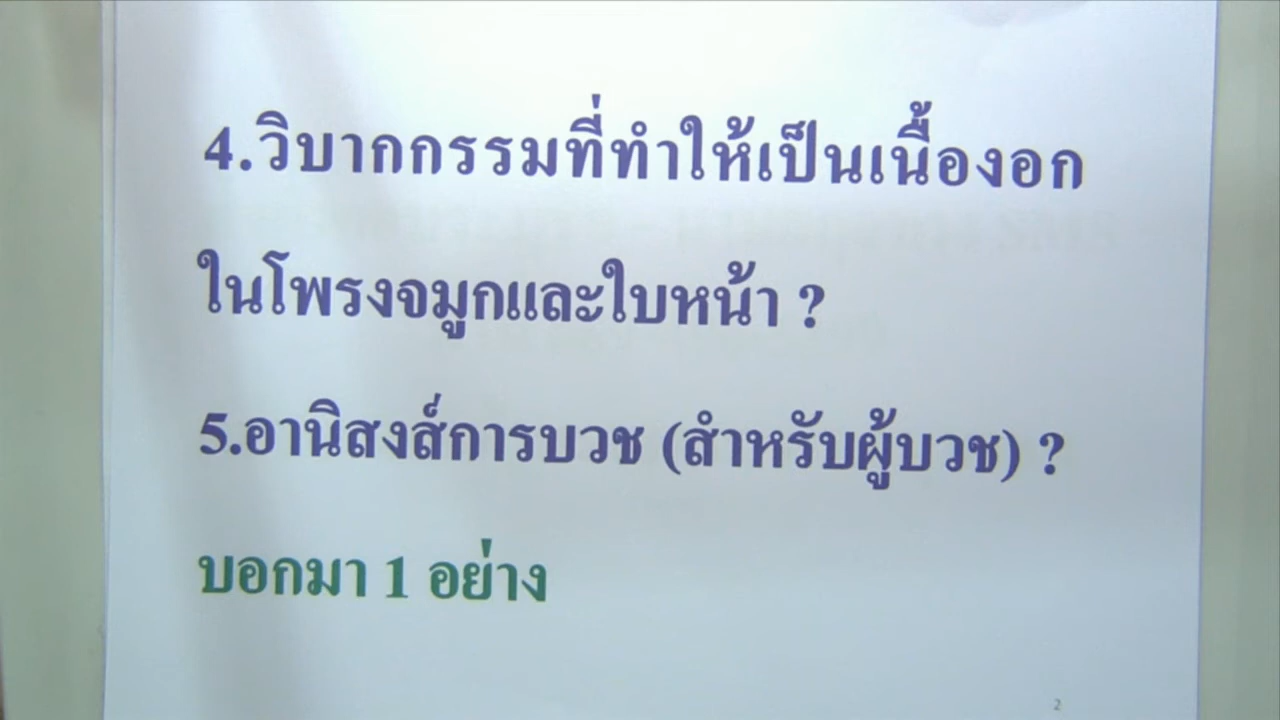 4.วิบากกรรมที่ทำให้เป็นเนื้องอก
ในโพรงจมูกและใบหน้า ?
5.อานิสงส์การบวช (สำหรับผู้บวช) ?
บอกมา 1 อย่าง
2